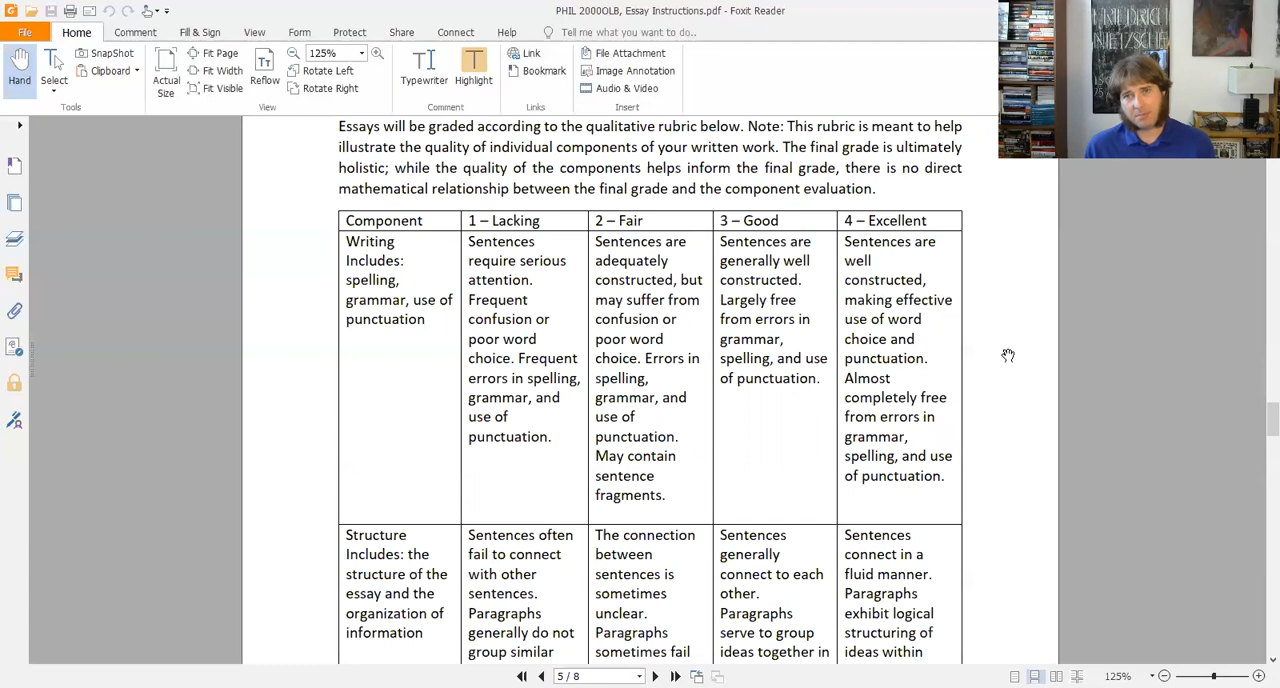 PHIL 2000OLB, Essay Instructions.pdf - Foxit Reader
File Home Comment View Form Protect Fill & Sign Share Connect Help Tell me what you want to do..
Hand
Select
SnapShot
Clipboard
Actual
Size
Fit Page
Fit Width
Fit Visible
Reflow
125%
Rotate Left
Rotate Right
Typewriter
Highlight
Link
Bookmark
File Attachment
Image Annotation
Audio & Video
Tools View Comment Links Insert
NIETZSCHE
Essays will be graded according to the qualitative rubric below. Note: This rubric is meant to help
illustrate the quality of individual components of your written work. The final grade is ultimately
holistic; while the quality of the components helps inform the final grade, there is no direct
mathematical relationship between the final grade and the component evaluation.
Component 1 – Lacking 2 – Fair 3 – Good 4 – Excellent
Writing
Includes:
spelling,
grammar, use of
punctuation
Sentences
require serious
attention.
Frequent
confusion or
poor word
choice. Frequent
errors in spelling,
grammar, and
use of
punctuation.
Sentences are
adequately
constructed, but
may suffer from
confusion or
poor word
choice. Errors in
spelling,
grammar, and
use of
punctuation.
May contain
sentence
fragments.
Sentences are
generally well
constructed.
Largely free
from errors in
grammar,
spelling, and use
of punctuation.
Sentences are
well
constructed,
making effective
use of word
choice and
punctuation.
Almost
completely free
from errors in
grammar,
spelling, and use
of punctuation.
Structure
Includes: the
structure of the
essay and the
organization of
information
Sentences often
fail to connect
with other
sentences.
Paragraphs
generally do not
group similar
The connection
between
sentences is
sometimes
unclear.
Paragraphs
sometimes fail
Sentences
generally
connect to each
other.
Paragraphs
serve to group
ideas together in
Sentences
connect in a
fluid manner.
Paragraphs
exhibit logical
structuring of
ideas within
5 / 8
125%